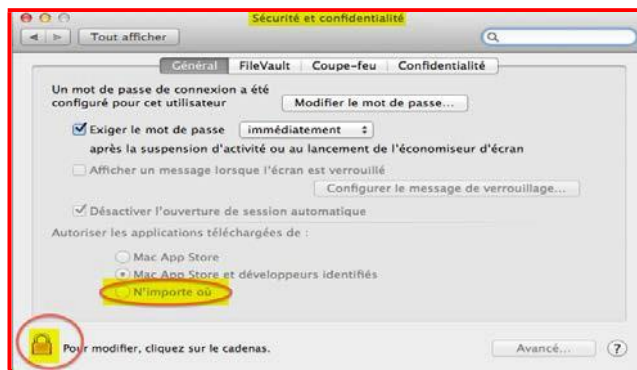 Sécurité et confidentialité
Tout afficher
Général FileVault Coupe-feu Confidentialité
Un mot de passe de connexion a été
configuré pour cet utilisateur Modifier le mot de passe...
Exiger le mot de passe immédiatement
après la suspension d'activité ou au lancement de l'économiseur d'écran
Afficher un message lorsque l'écran est verrouillé
Configurer le message de verrouillage...
Désactiver l'ouverture de session automatique
Autoriser les applications téléchargées de :
Mac App Store
Mac App Store et développeurs identifiés
N'importe où
Pour modifier, cliquez sur le cadenas. Avancé... ?